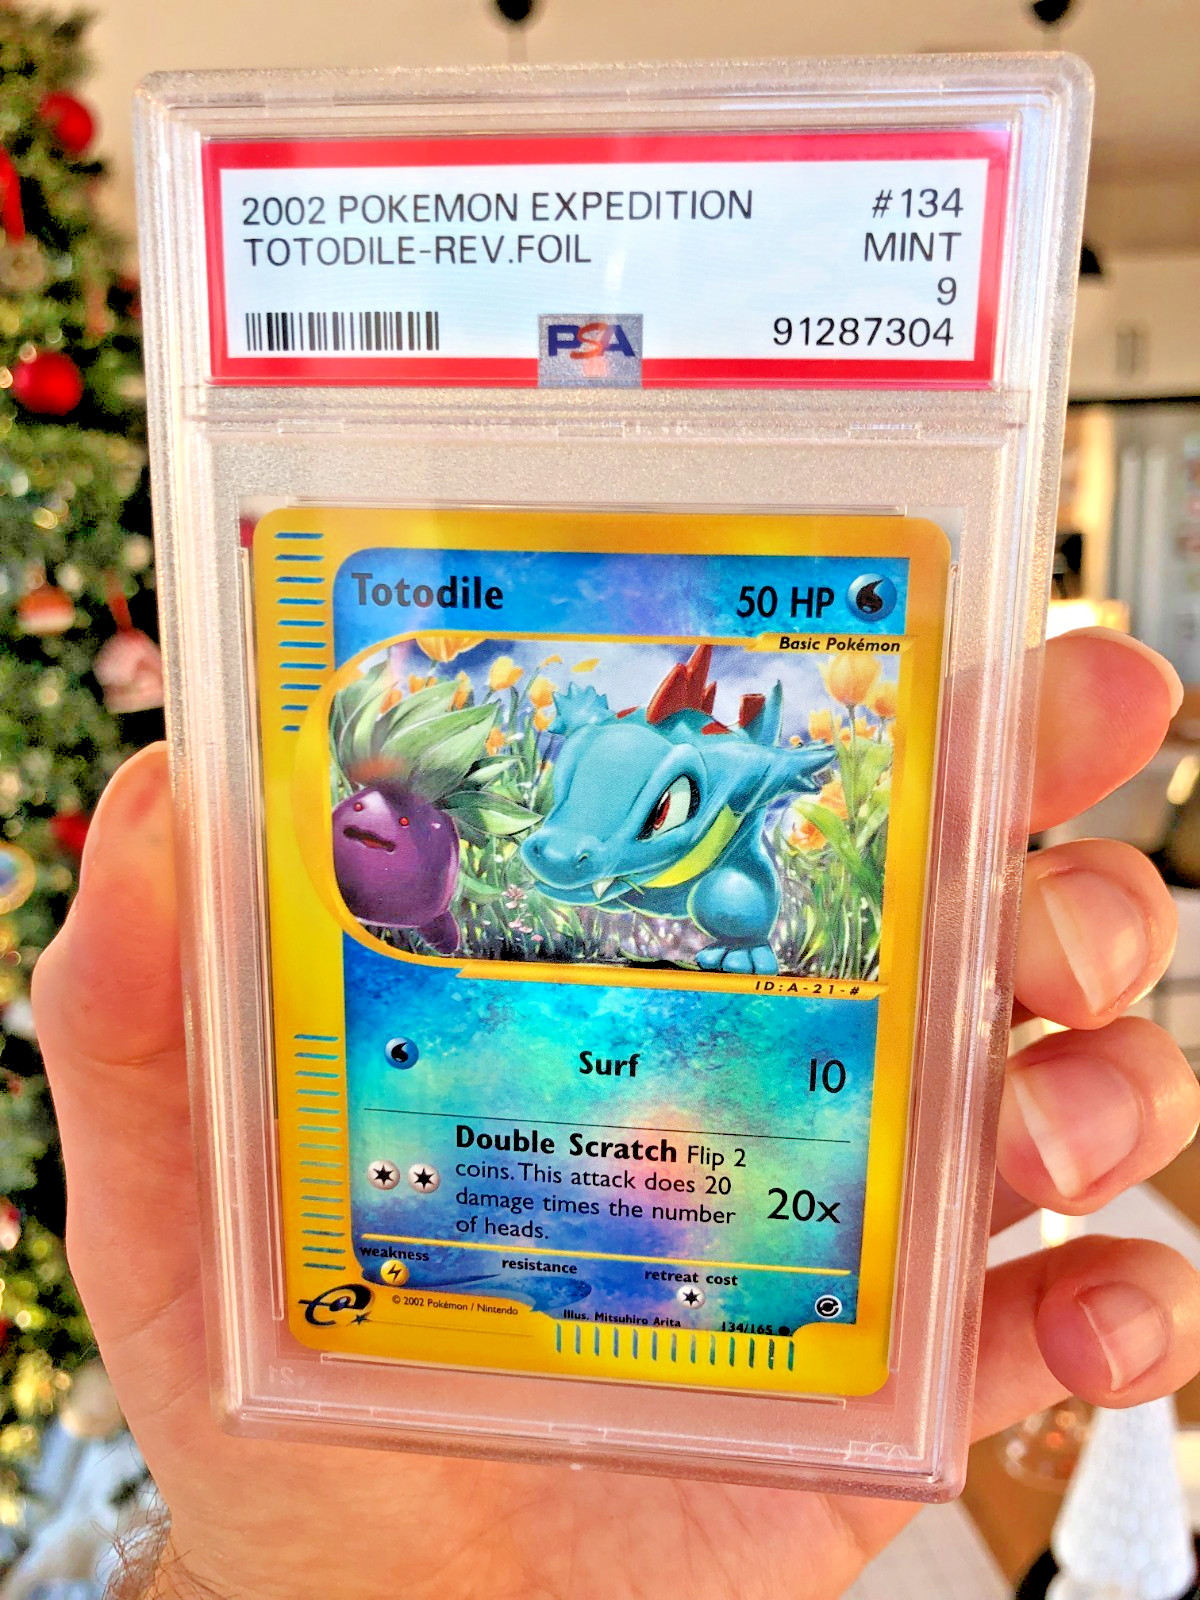 2002 POKEMON EXPEDITION #134
TOTODILE-REV.FOIL MINT
9
PSA 91287304
Totodile 50 HP
Basic Pokémon
ID:A-21-#
Surf 10
Double Scratch Flip 2
coins. This attack does 20
damage times the number
of heads.
20x
weakness resistance retreat cost
e
© 2002 Pokémon / Nintendo
Illus. Mitsuhiro Arita 134/165
21
PSA